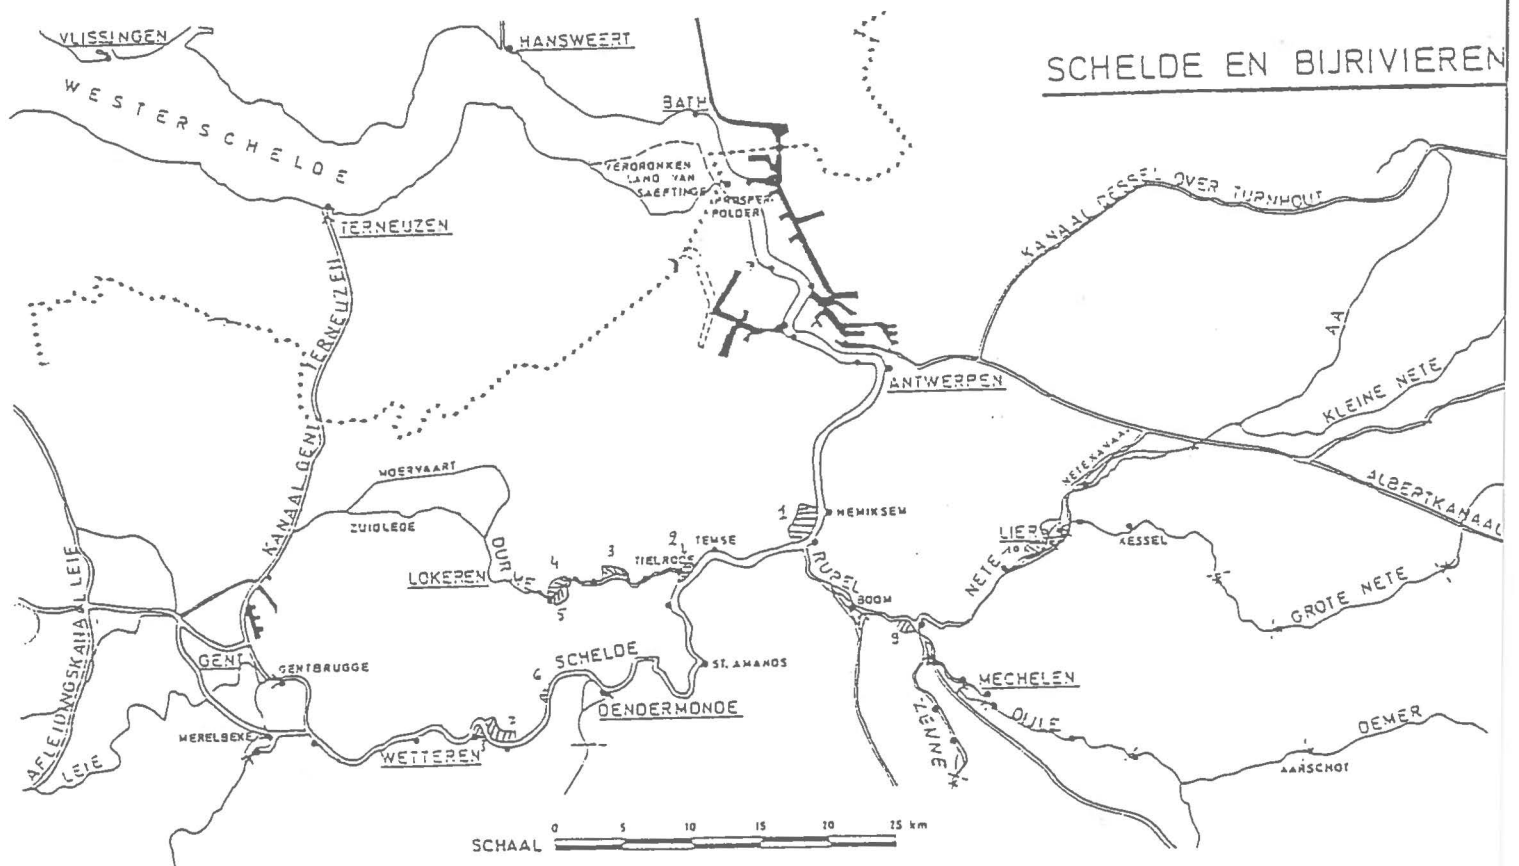 SCHELDE EN BIJRIVIEREN
VLISSINGEN
HANSWEERT
WESTERSCHELDE
BATH
VERDRONKEN
LAND VAN
SAEFTINGE
PROSPER
POLDER
TERNEUZEN
KANAAL GENT TERNEUZEN
KANAAL DESSEL OVER TURNHOUT
AA
KLEINE NETE
ANTWERPEN
MOERVAART
ZUIDLEDE
NETEKANAAL
ALBERTKANAAL
1
HEMIKSEM
LIER
KESSEL
DURME
LOKEREN
4
3
2
TIELRODE
TEMSE
5
RUPEL
BOOM
NETE
10
GROTE NETE
AFLEIDINGSKANAAL LEIE
GENT
GENTBRUGGE
SCHELDE
6
ST. AMANDS
9
MECHELEN
DENDERMONDE
7
ZENNE
DIJLE
DEMER
MERELBEKE
LEIE
WETTEREN
AARSCHOT
SCHAAL
0 5 10 15 20 25 km